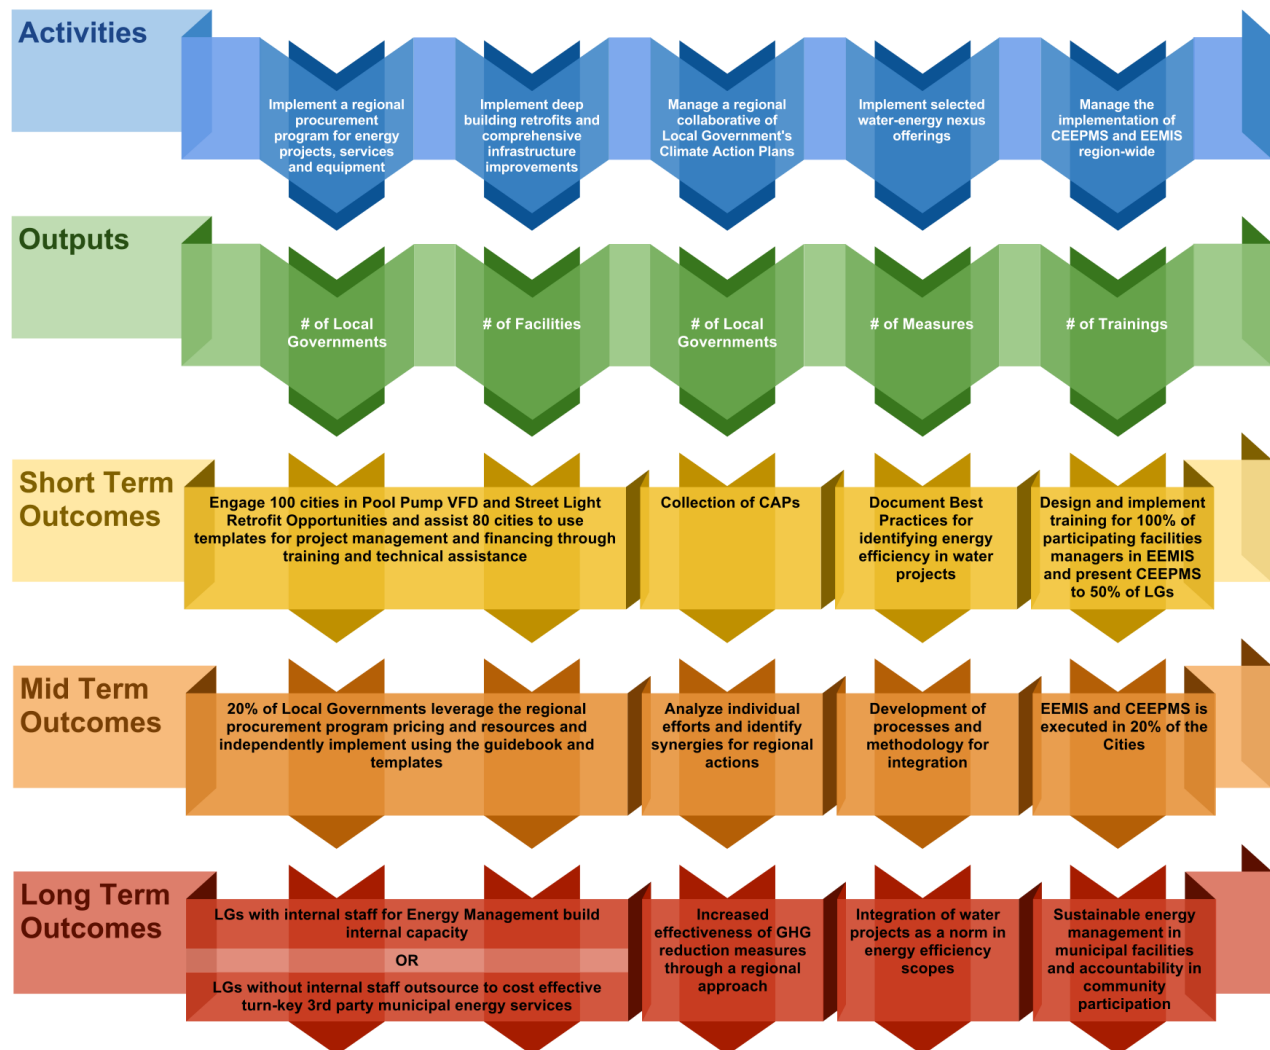 Activities
Implement a regional
procurement
program for energy
projects, services
and equipment
Implement deep
building retrofits and
comprehensive
infrastructure
improvements
Manage a regional
collaborative of
Local Government's
Climate Action Plans
Implement selected
water-energy nexus
offerings
Manage the
implementation of
CEEPMS and EEMIS
region-wide
Outputs
# of Local
Governments
# of Facilities
# of Local
Governments
# of Measures
# of Trainings
Short Term
Outcomes
Engage 100 cities in Pool Pump VFD and Street Light
Retrofit Opportunities and assist 80 cities to use
templates for project management and financing through
training and technical assistance
Collection of CAPs
Document Best
Practices for
identifying energy
efficiency in water
projects
Design and implement
training for 100% of
participating facilities
managers in EEMIS
and present CEEPMS
to 50% of LGs
Mid Term
Outcomes
20% of Local Governments leverage the regional
procurement program pricing and resources and
independently implement using the guidebook and
templates
Analyze individual
efforts and identify
synergies for regional
actions
Development of
processes and
methodology for
integration
EEMIS and CEEPMS is
executed in 20% of the
Cities
Long Term
Outcomes
LGs with internal staff for Energy Management build
internal capacity
OR
LGs without internal staff outsource to cost effective
turn-key 3rd party municipal energy services
Increased
effectiveness of GHG
reduction measures
through a regional
approach
Integration of water
projects as a norm in
energy efficiency
scopes
Sustainable energy
management in
municipal facilities
and accountability in
community
participation